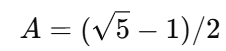 A = (√5 − 1)/2